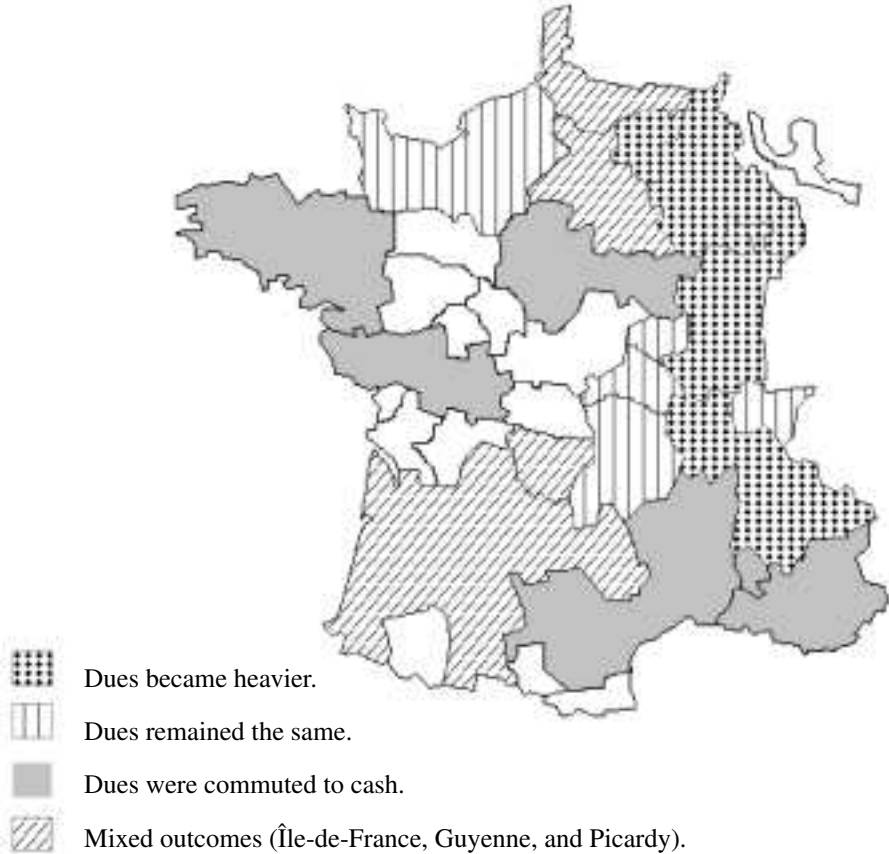 Dues became heavier.
Dues remained the same.
Dues were commuted to cash.
Mixed outcomes (Île-de-France, Guyenne, and Picardy).